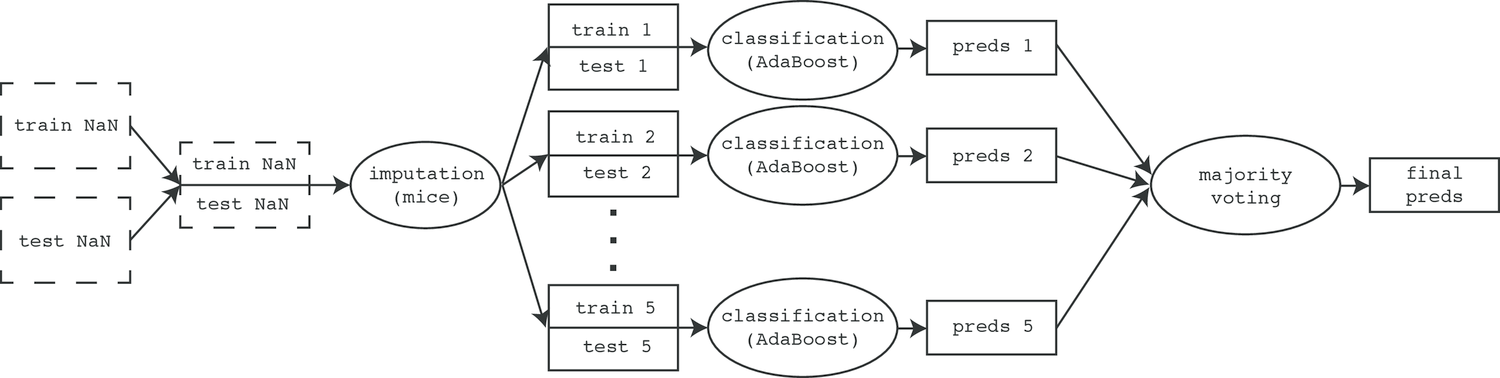 train NaN
test NaN
train NaN
test NaN
imputation
(mice)
train 1
test 1
classification
(AdaBoost)
preds 1
train 2
test 2
classification
(AdaBoost)
preds 2
train 5
test 5
classification
(AdaBoost)
preds 5
majority
voting
final
preds